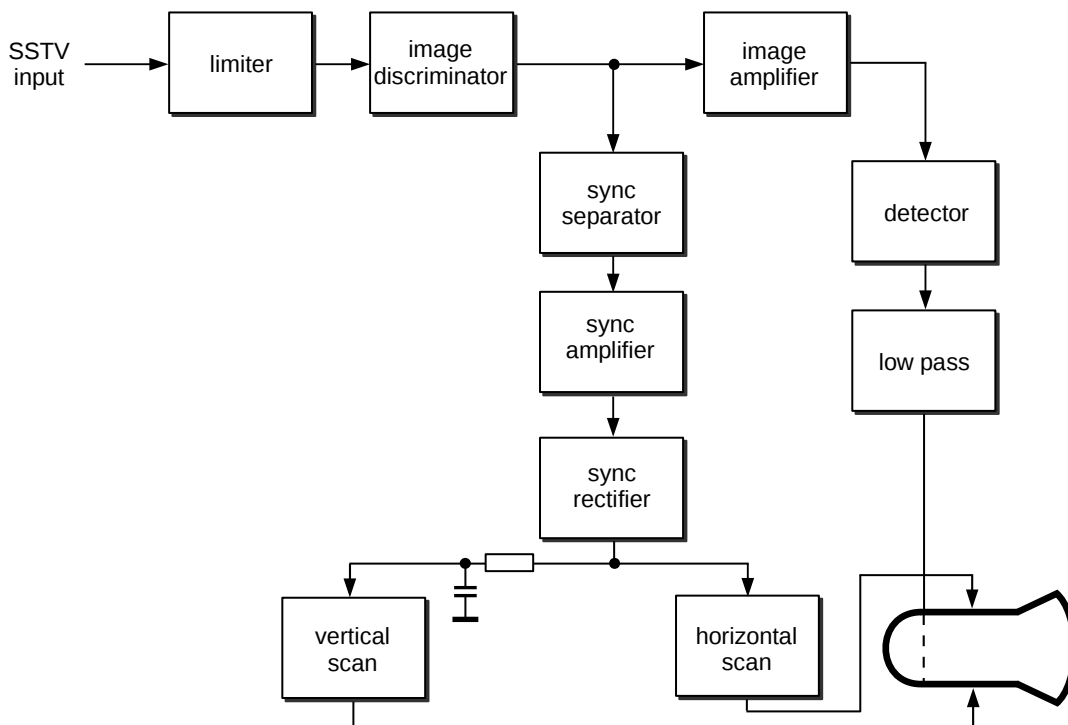 SSTV
input
limiter
image
discriminator
image
amplifier
sync
separator
detector
sync
amplifier
low pass
sync
rectifier
vertical
scan
horizontal
scan